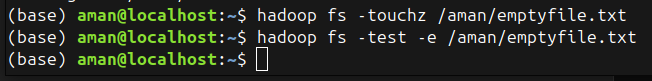 (base) aman@localhost:~$ hadoop fs -touchz /aman/emptyfile.txt
(base) aman@localhost:~$ hadoop fs -test -e /aman/emptyfile.txt
(base) aman@localhost:~$